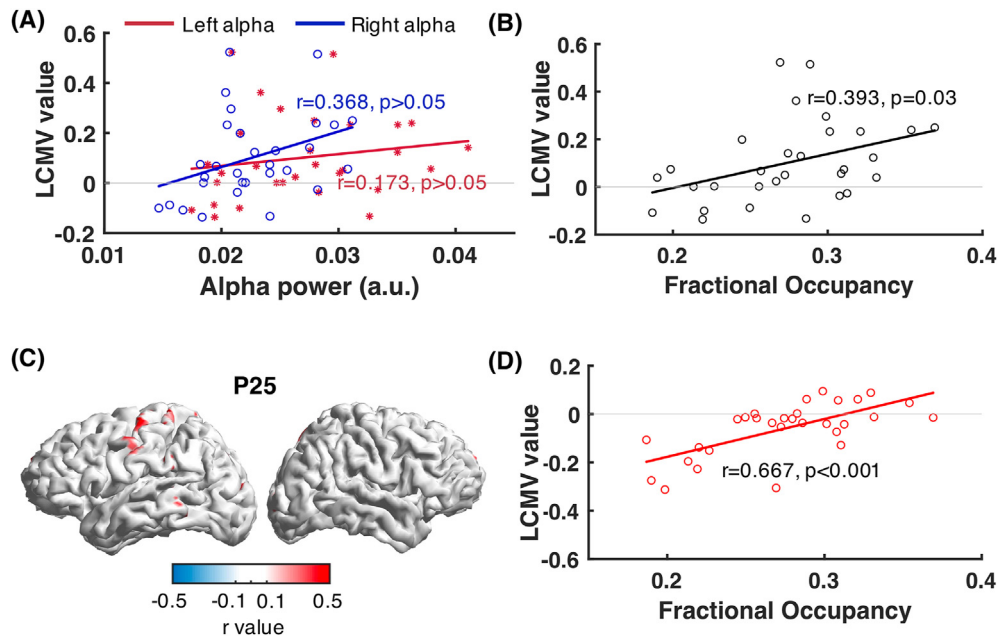 (A)
Left alpha
Right alpha
0.6
0.4
0.2
0
-0.2
LCMV value
r=0.368, p>0.05
r=0.173, p>0.05
0.01
0.02
0.03
0.04
Alpha power (a.u.)
(B)
0.6
0.4
0.2
0
-0.2
LCMV value
r=0.393, p=0.03
0.2
0.3
0.4
Fractional Occupancy
(C)
P25
-0.5
-0.1
0.1
0.5
r value
(D)
0.2
0
-0.2
-0.4
-0.6
LCMV value
r=0.667, p<0.001
0.2
0.3
0.4
Fractional Occupancy